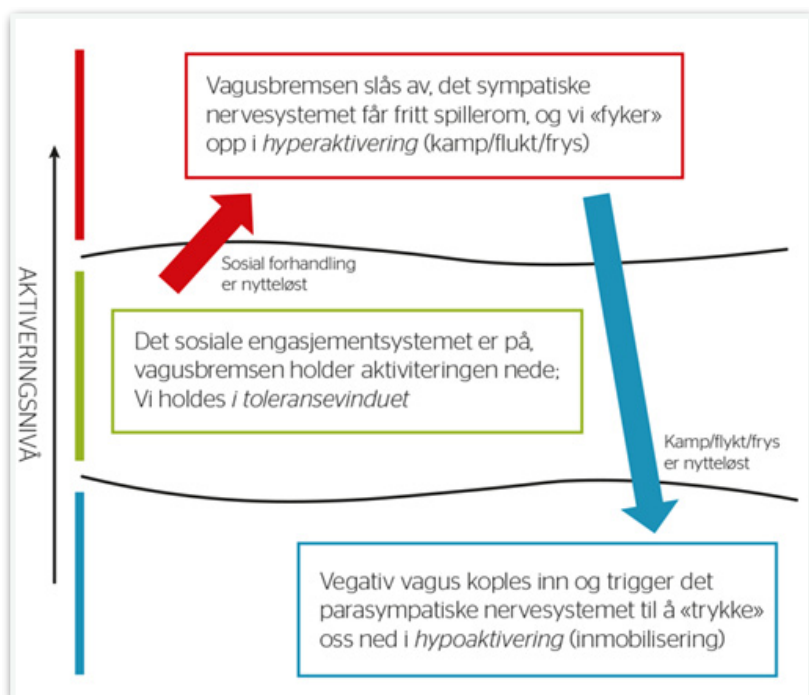 Vagusbremsen slås av, det sympatiske
nervesystemet får fritt spillerom, og vi «fyker»
opp i hyperaktivering (kamp/flukt/frys)
Sosial forhandling
er nytteløst
AKTIVERINGSNIVÅ
Det sosiale engasjementsystemet er på,
vagusbremsen holder aktiviteringen nede;
Vi holdes i toleransevinduet
Kamp/flykt/frys
er nytteløst
Vegativ vagus koples inn og trigger det
parasympatiske nervesystemet til å «trykke»
oss ned i hypoaktivering (inmobilisering)